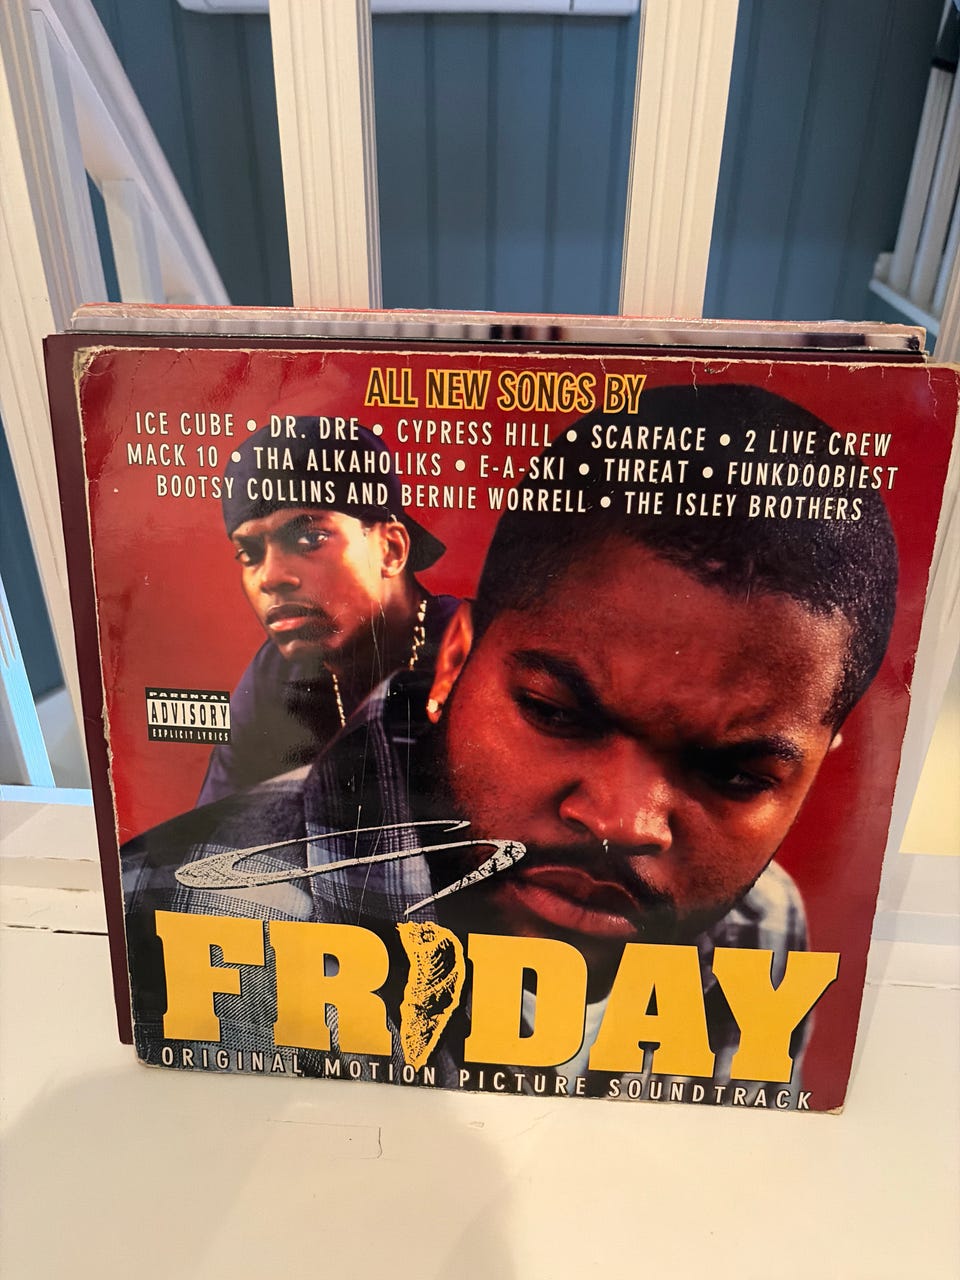 ALL NEW SONGS BY
ICE CUBE • DR. DRE • CYPRESS HILL • SCARFACE • 2 LIVE CREW
MACK 10 • THA ALKAHOLIKS • E-A-SKI • THREAT • FUNKDOOBIEST
BOOTSY COLLINS AND BERNIE WORRELL • THE ISLEY BROTHERS
PARENTAL
ADVISORY
EXPLICIT LYRICS
FRIDAY
ORIGINAL MOTION PICTURE SOUNDTRACK